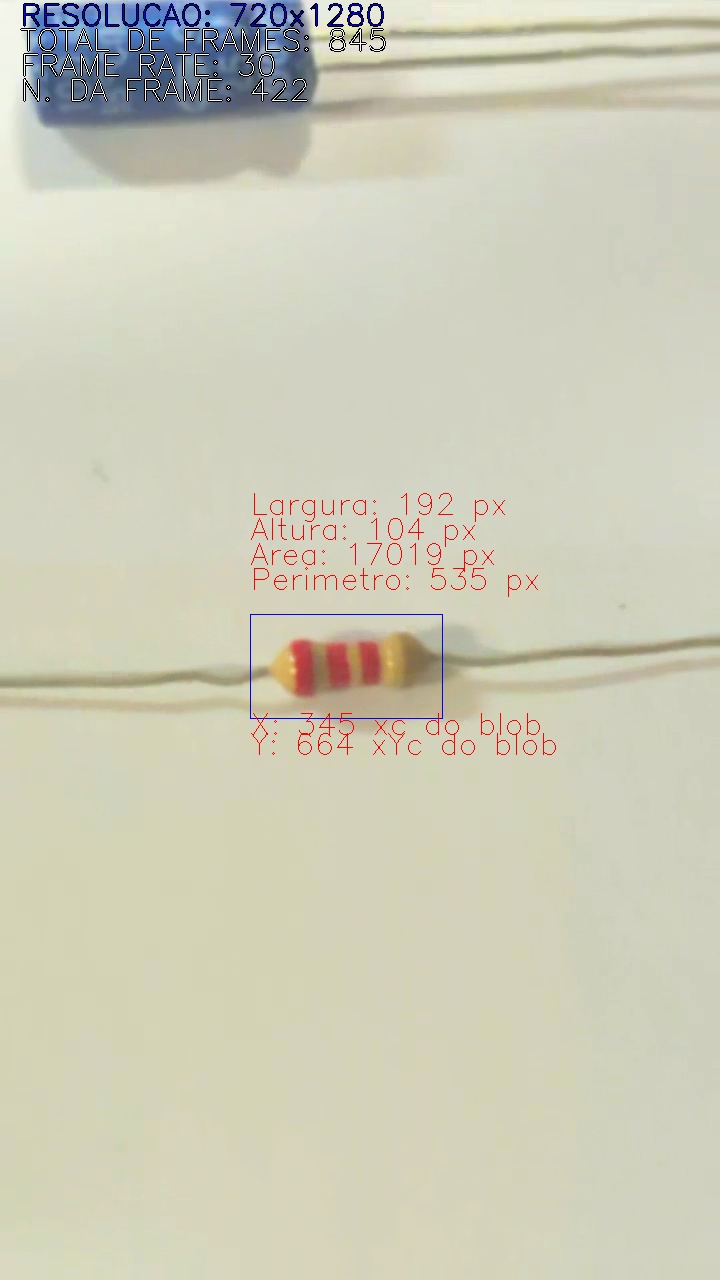 RESOLUCAO: 720x1280
TOTAL DE FRAMES: 845
FRAME RATE: 30
N. DA FRAME: 422
Largura: 192 px
Altura: 104 px
Area: 17019 px
Perimetro: 535 px
X: 345 xc do blob
Y: 664 xYc do blob